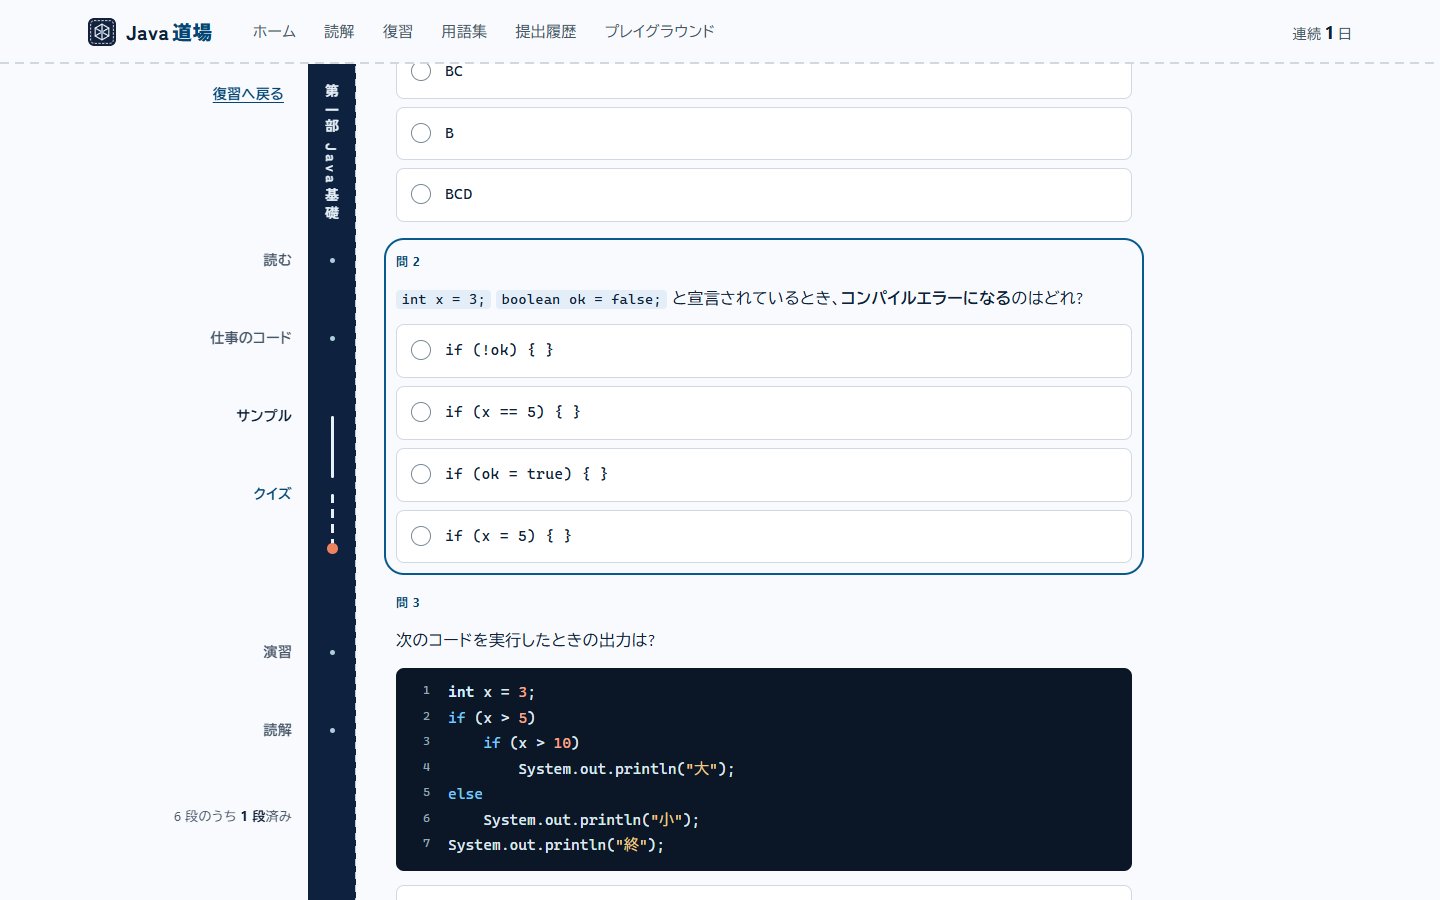 Java道場 ホーム 読解 復習 用語集 提出履歴 プレイグラウンド 連続 1 日
復習へ戻る
第一部 Java基礎
読む
仕事のコード
サンプル
クイズ
演習
読解
6 段のうち 1 段済み
BC
B
BCD
問 2
int x = 3; boolean ok = false; と宣言されているとき、コンパイルエラーになるのはどれ?
if (!ok) { }
if (x == 5) { }
if (ok = true) { }
if (x = 5) { }
問 3
次のコードを実行したときの出力は?
1 int x = 3;
2 if (x > 5)
3     if (x > 10)
4         System.out.println("大");
5 else
6     System.out.println("小");
7 System.out.println("終");